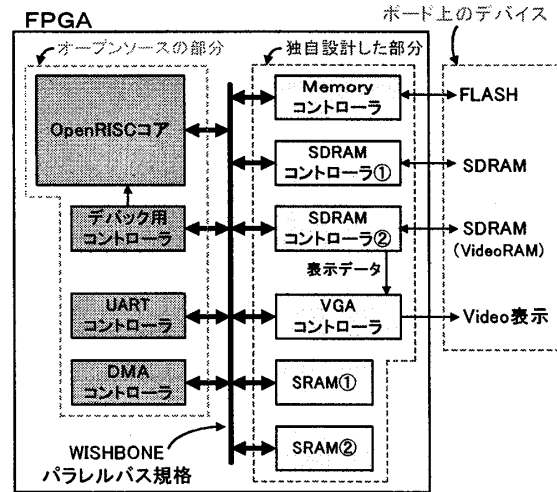 FPGA
ボード上のデバイス
オープンソースの部分
独自設計した部分
OpenRISCコア
Memory
コントローラ
FLASH
SDRAM
コントローラ①
SDRAM
デバック用
コントローラ
SDRAM
コントローラ②
SDRAM
(VideoRAM)
表示データ
UART
コントローラ
VGA
コントローラ
Video表示
DMA
コントローラ
SRAM①
SRAM②
WISHBONE
パラレルバス規格